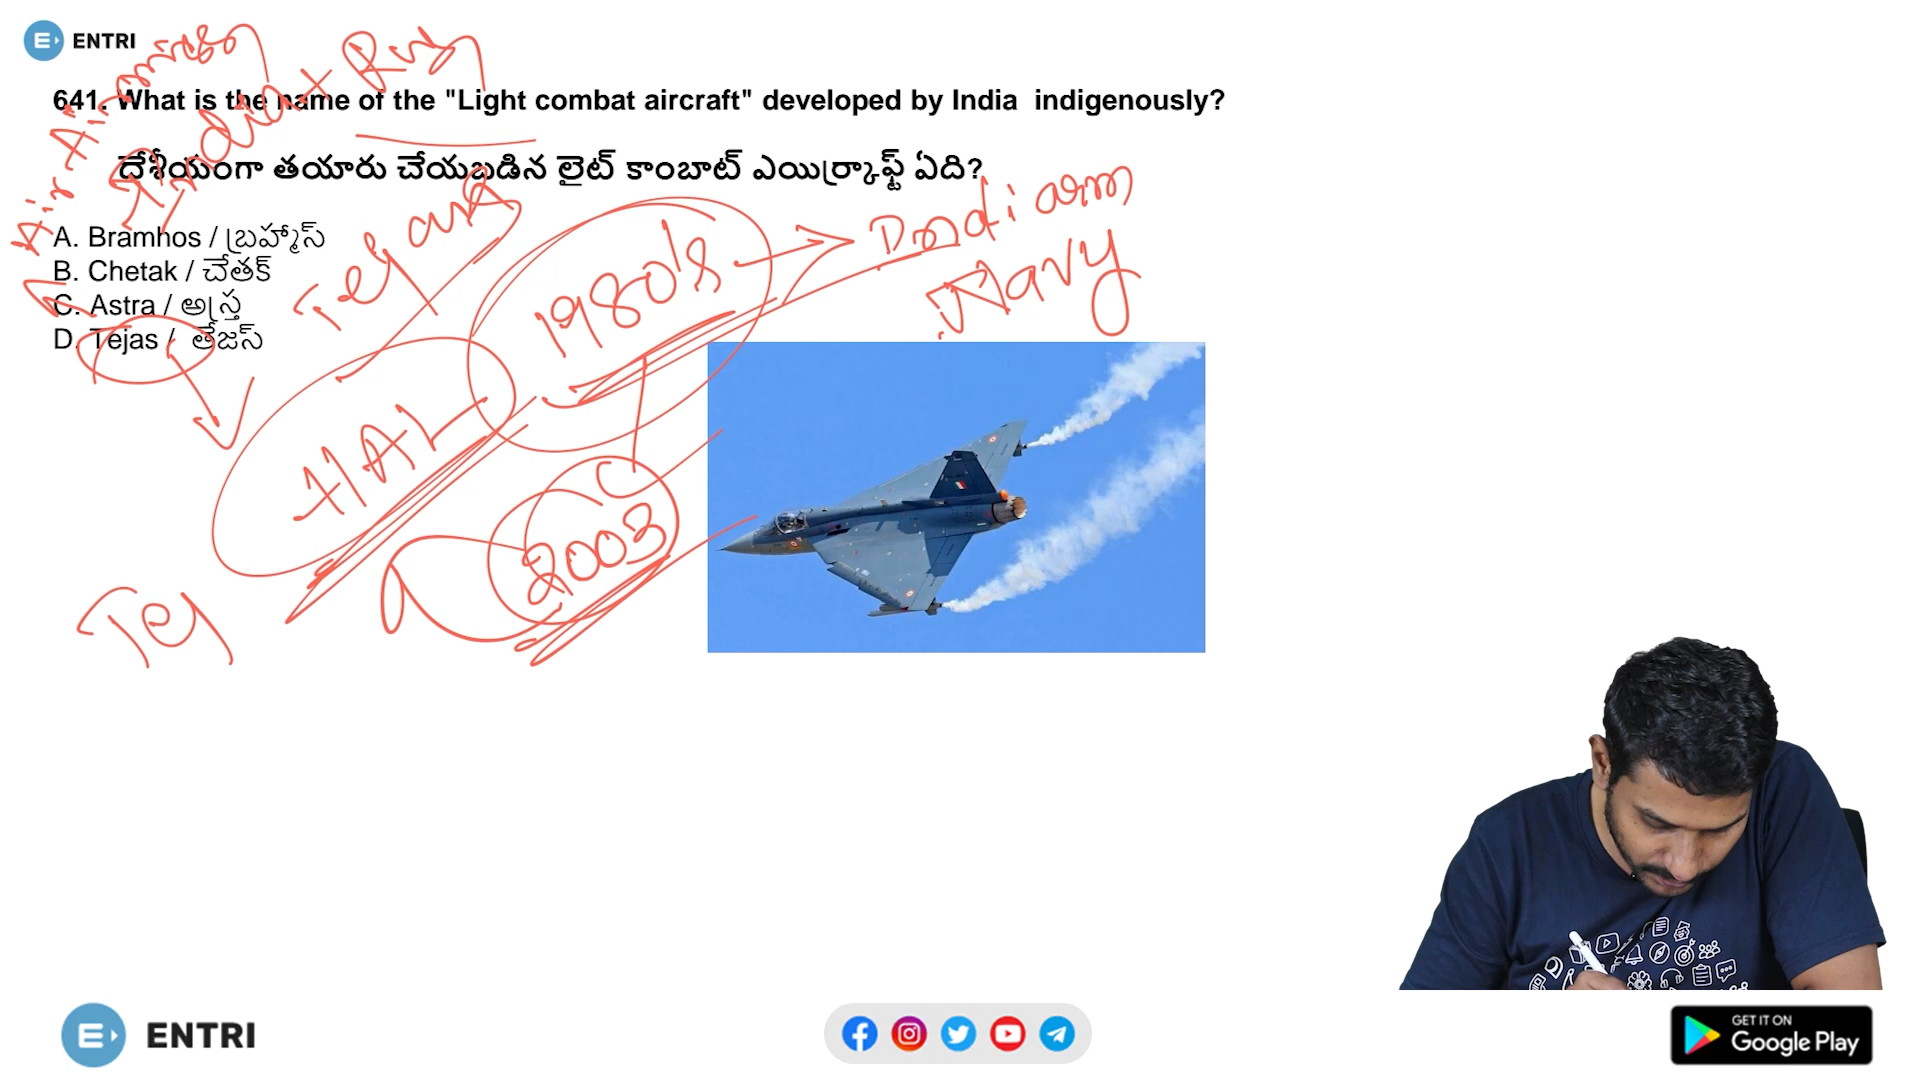 ENTRI
641. What is the name of the "Light combat aircraft" developed by India indigenously?
దేశీయంగా తయారు చేయబడిన లైట్ కాంబాట్ ఎయిర్క్రాఫ్ట్ ఏది?
A. Bramhos / బ్రహ్మోస్
B. Chetak / చేతక్
C. Astra / అస్త్ర
D. Tejas / తేజస్
1980's
Navy
HAL
2003
Tej
ENTRI
GET IT ON
Google Play